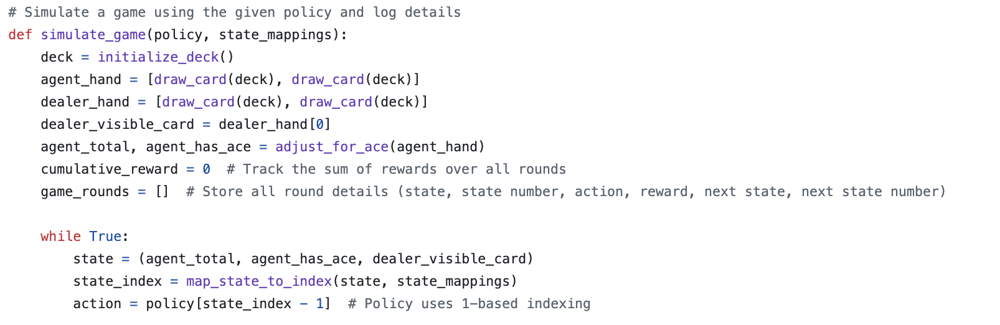 # Simulate a game using the given policy and log details
def simulate_game(policy, state_mappings):
    deck = initialize_deck()
    agent_hand = [draw_card(deck), draw_card(deck)]
    dealer_hand = [draw_card(deck), draw_card(deck)]
    dealer_visible_card = dealer_hand[0]
    agent_total, agent_has_ace = adjust_for_ace(agent_hand)
    cumulative_reward = 0  # Track the sum of rewards over all rounds
    game_rounds = []  # Store all round details (state, state number, action, reward, next state, next state number)

    while True:
        state = (agent_total, agent_has_ace, dealer_visible_card)
        state_index = map_state_to_index(state, state_mappings)
        action = policy[state_index - 1]  # Policy uses 1-based indexing